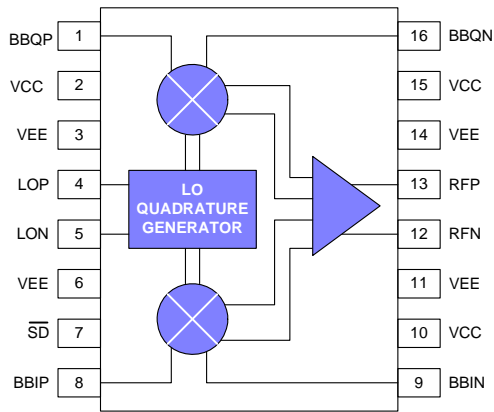 BBQP 1
16 BBQN
VCC 2
15 VCC
VEE 3
14 VEE
LOP 4
13 RFP
LON 5
12 RFN
VEE 6
11 VEE
S̅D̅ 7
10 VCC
BBIP 8
9 BBIN
LO
QUADRATURE
GENERATOR